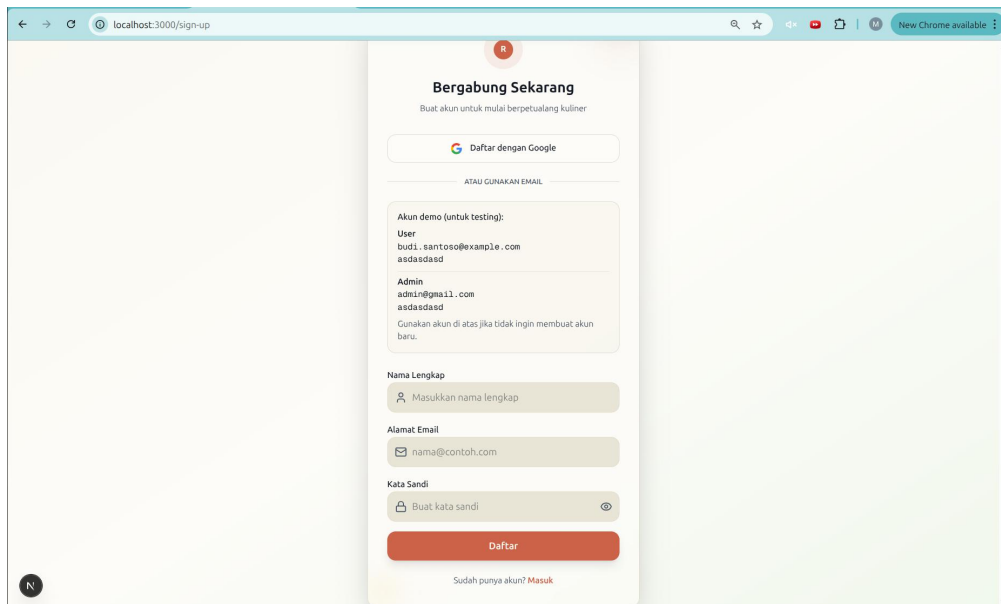 localhost:3000/sign-up
M
New Chrome available
R
Bergabung Sekarang
Buat akun untuk mulai berpetualang kuliner
Daftar dengan Google
ATAU GUNAKAN EMAIL
Akun demo (untuk testing):
User
budi.santoso@example.com
asdasdasd
Admin
admin@gmail.com
asdasdasd
Gunakan akun di atas jika tidak ingin membuat akun
baru.
Nama Lengkap
Masukkan nama lengkap
Alamat Email
nama@contoh.com
Kata Sandi
Buat kata sandi
Daftar
Sudah punya akun? Masuk
N